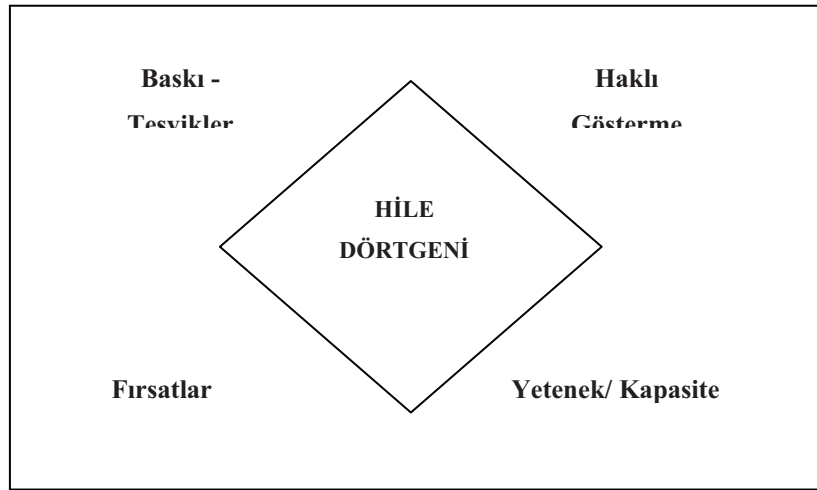 Baskı -
Teşvikler
Haklı
Gösterme
HİLE
DÖRTGENİ
Fırsatlar
Yetenek/ Kapasite